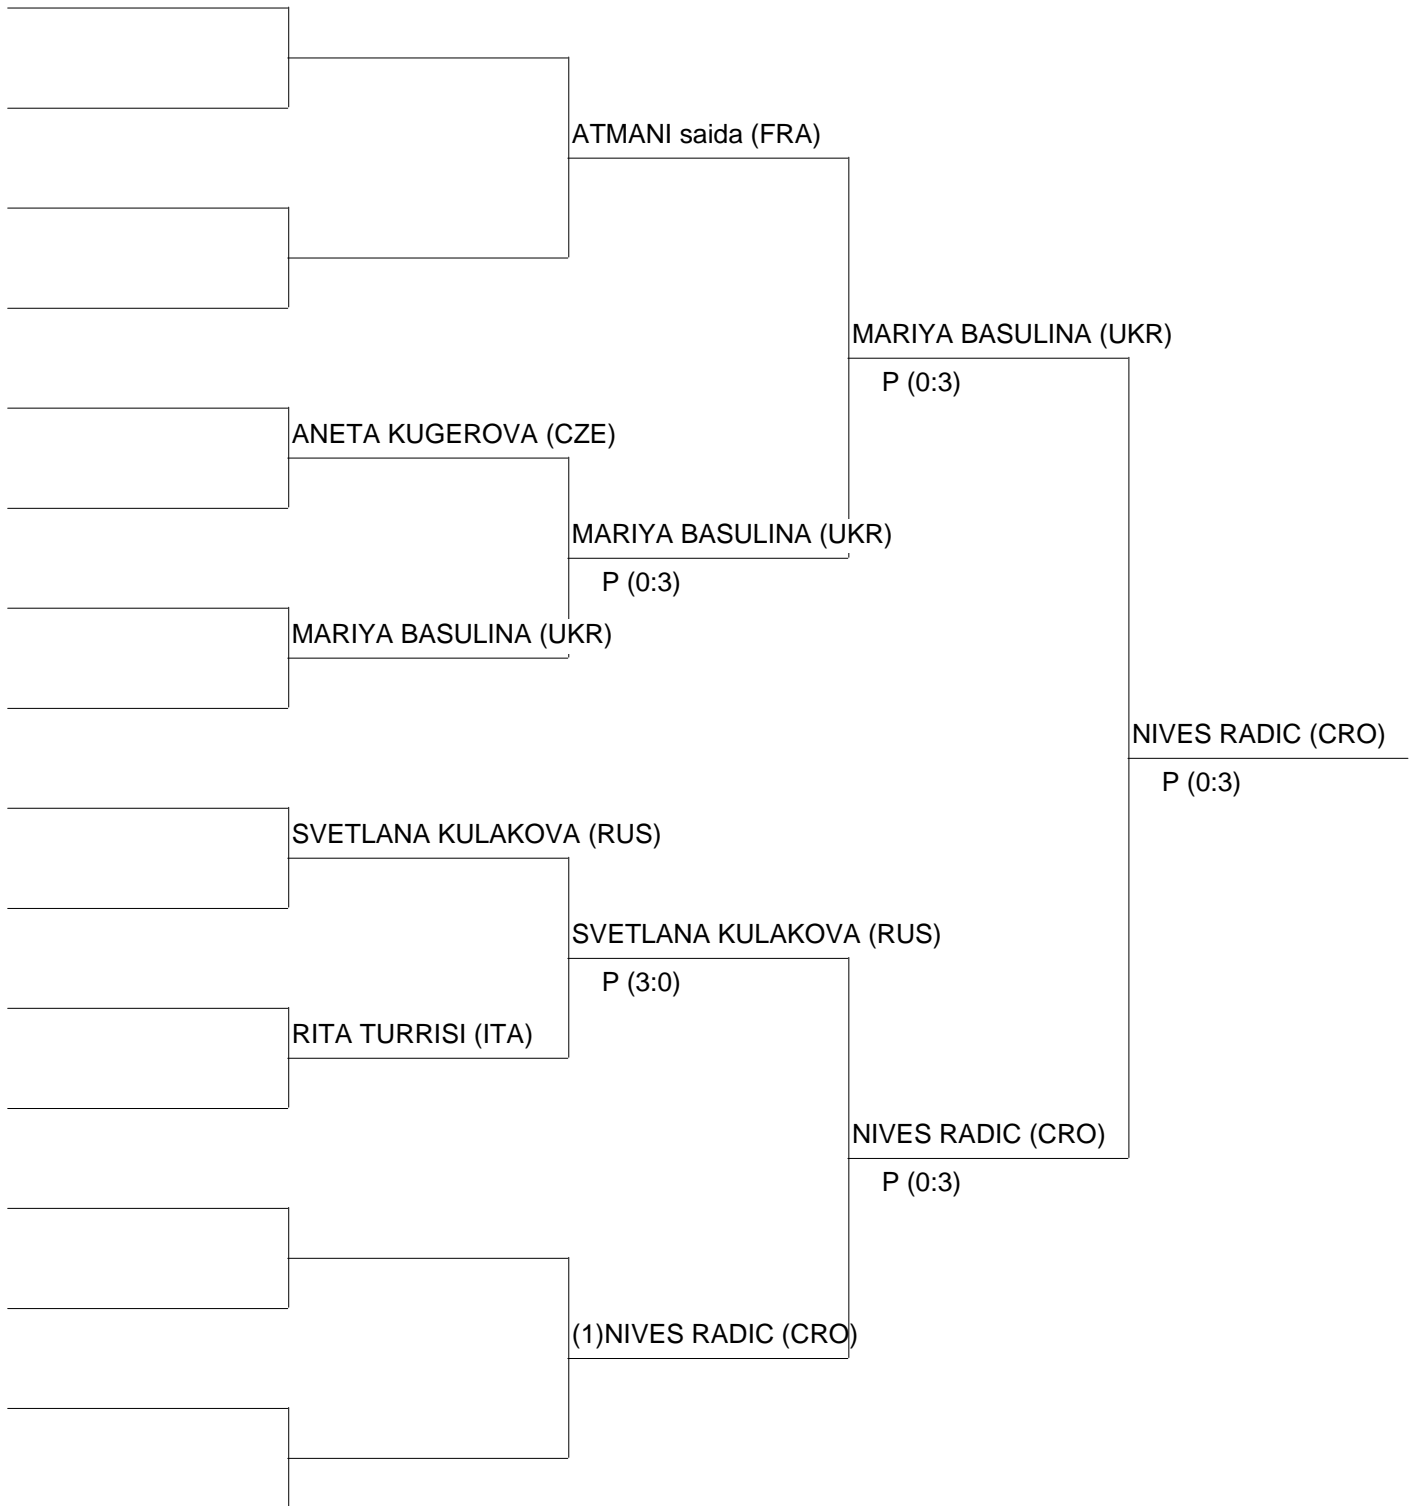 ATMANI saida (FRA)
MARIYA BASULINA (UKR)
P (0:3)
ANETA KUGEROVA (CZE)
MARIYA BASULINA (UKR)
P (0:3)
MARIYA BASULINA (UKR)
NIVES RADIC (CRO)
P (0:3)
SVETLANA KULAKOVA (RUS)
SVETLANA KULAKOVA (RUS)
P (3:0)
RITA TURRISI (ITA)
NIVES RADIC (CRO)
P (0:3)
(1)NIVES RADIC (CRO)